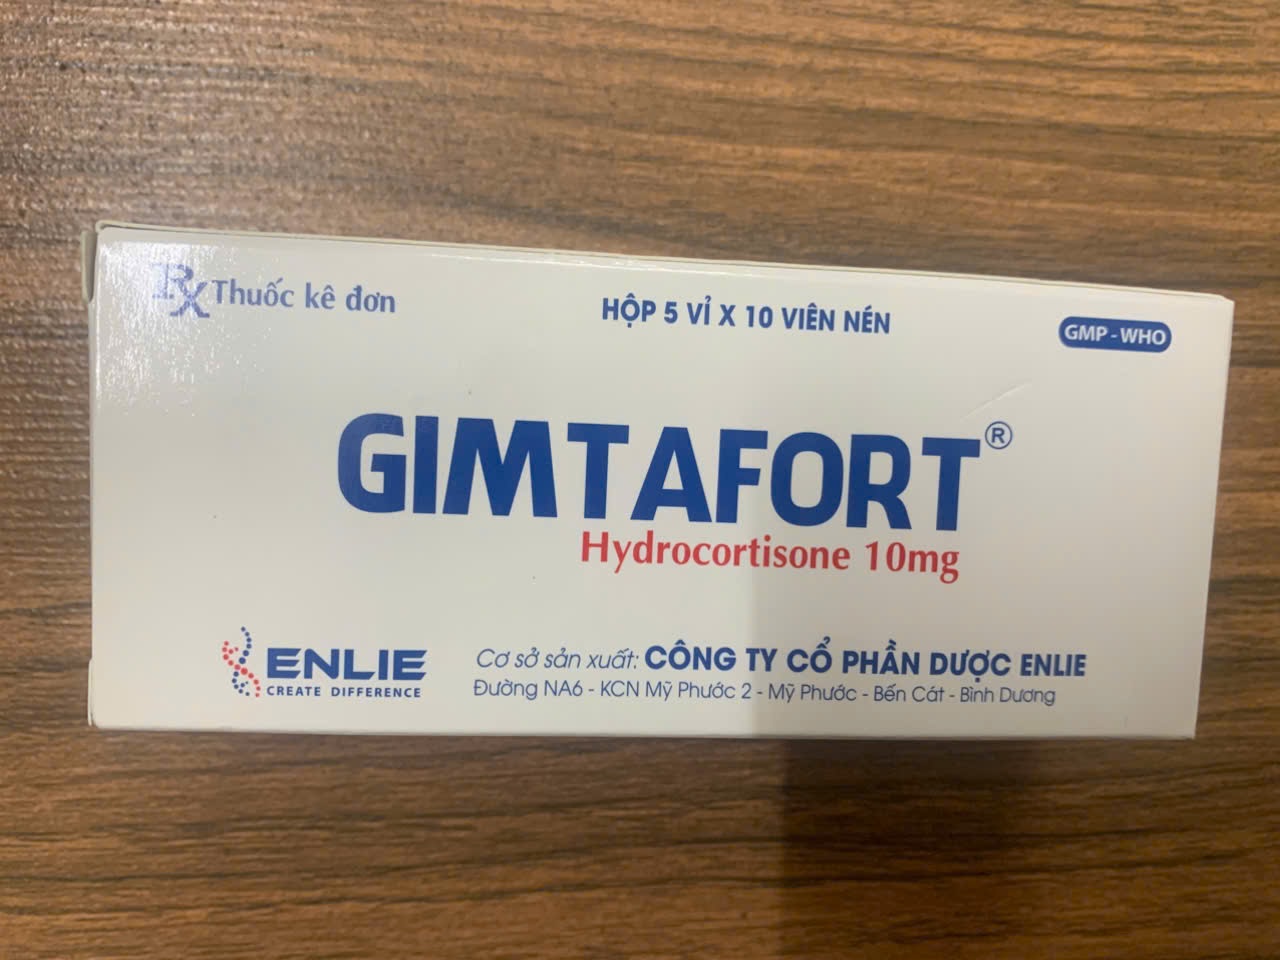 Rx Thuốc kê đơn
HỘP 5 VỈ X 10 VIÊN NÉN
GMP - WHO
GIMTAFORT®
Hydrocortisone 10mg
ENLIE
CREATE DIFFERENCE
Cơ sở sản xuất: CÔNG TY CỔ PHẦN DƯỢC ENLIE
Đường NA6 - KCN Mỹ Phước 2 - Mỹ Phước - Bến Cát - Bình Dương